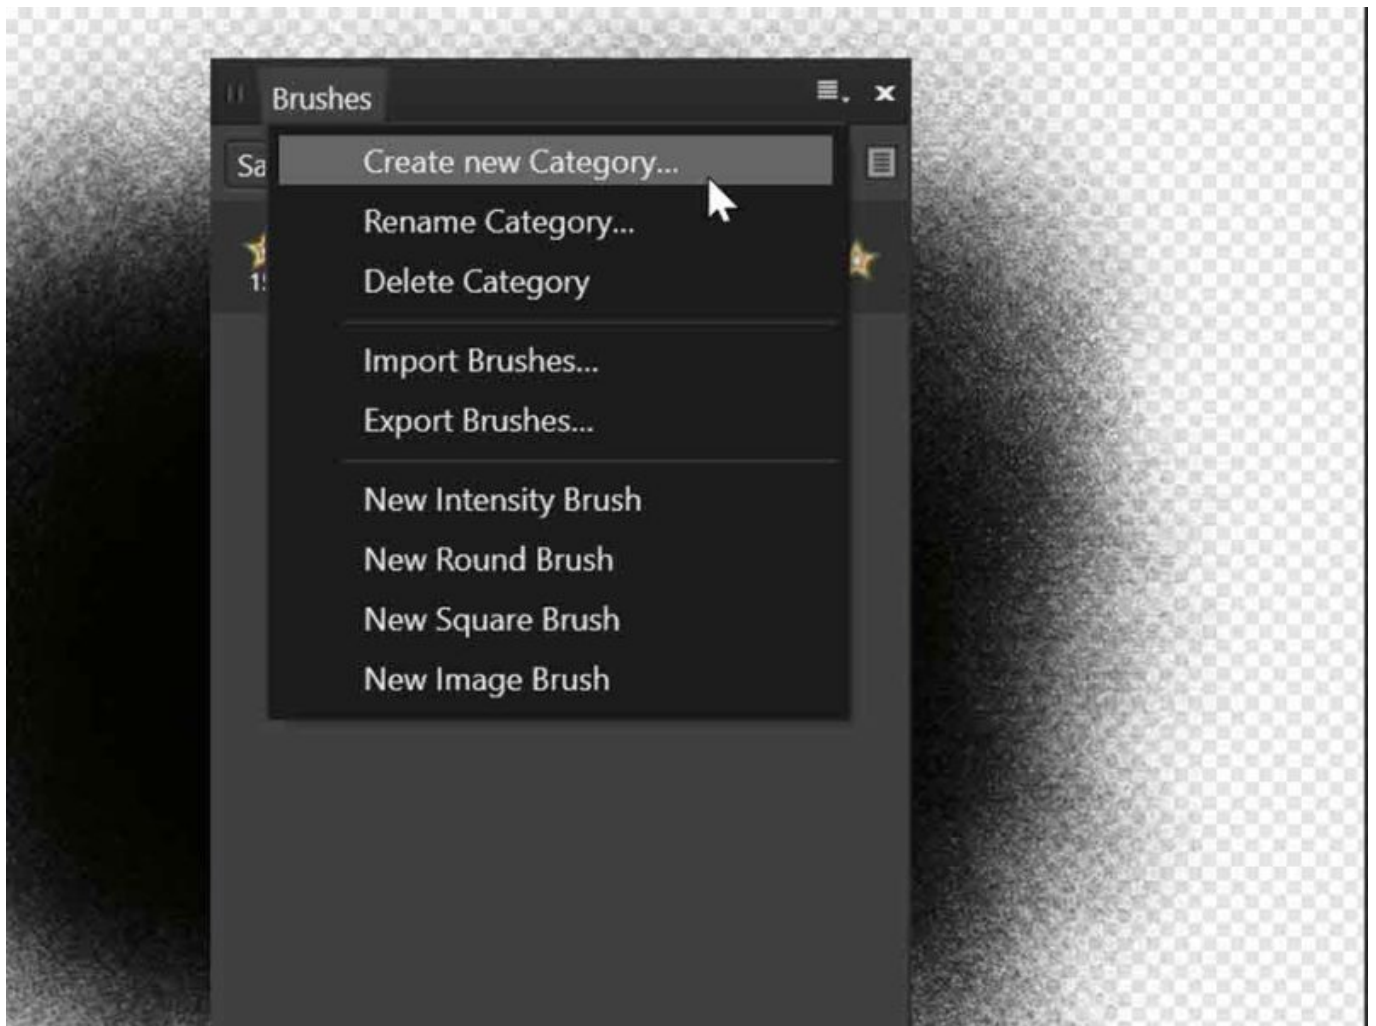 Brushes
Sa
Create new Category...
Rename Category...
Delete Category
Import Brushes...
Export Brushes...
New Intensity Brush
New Round Brush
New Square Brush
New Image Brush